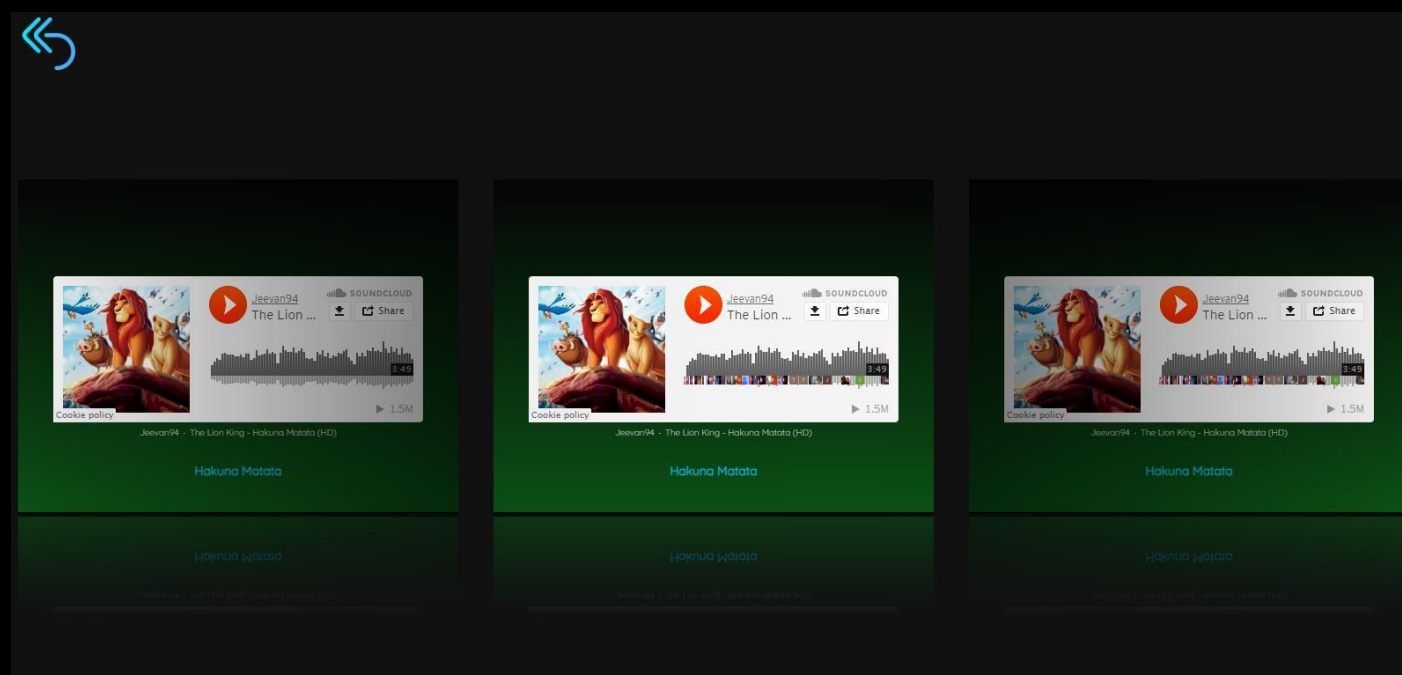 Jeevan94
SOUNDCLOUD
The Lion ...
Share
3:49
Cookie policy
1.5M
Jeevan94 - The Lion King - Hakuna Matata (HD)
Hakuna Matata
Jeevan94
SOUNDCLOUD
The Lion ...
Share
3:49
Cookie policy
1.5M
Jeevan94 - The Lion King - Hakuna Matata (HD)
Hakuna Matata
Jeevan94
SOUNDCLOUD
The Lion ...
Share
3:49
Cookie policy
1.5M
Jeevan94 - The Lion King - Hakuna Matata (HD)
Hakuna Matata